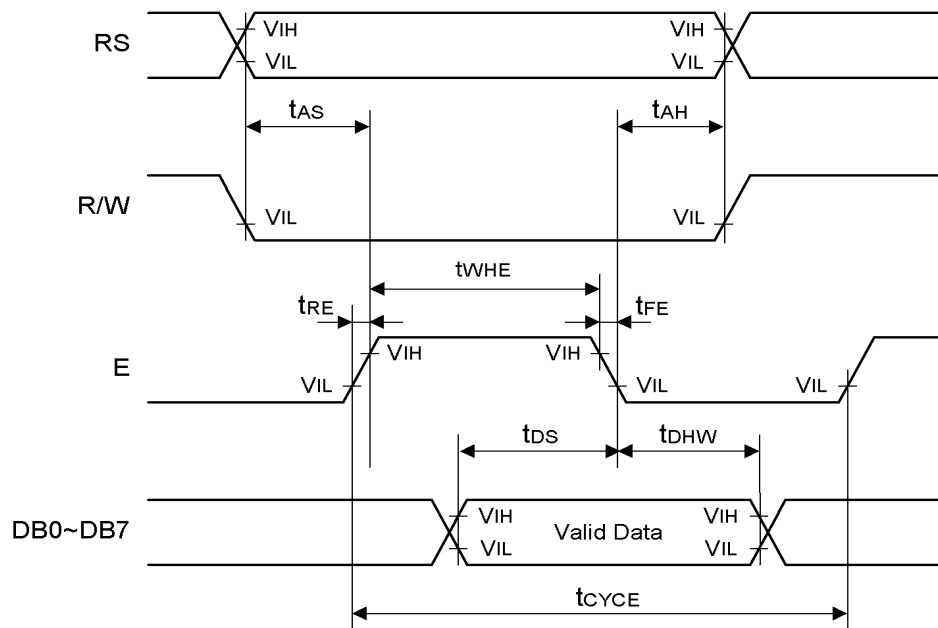 RS
VIH
VIH
VIL
VIL
tAS
tAH
R/W
VIL
VIL
tWHE
tRE
tFE
E
VIH
VIH
VIL
VIL
VIL
tDS
tDHW
DB0~DB7
VIH
Valid Data
VIH
VIL
VIL
tCYCE